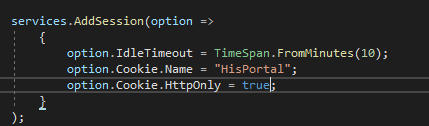 services.AddSession(option =>
{
option.IdleTimeout = TimeSpan.FromMinutes(10);
option.Cookie.Name = "HisPortal";
option.Cookie.HttpOnly = true;
}
);